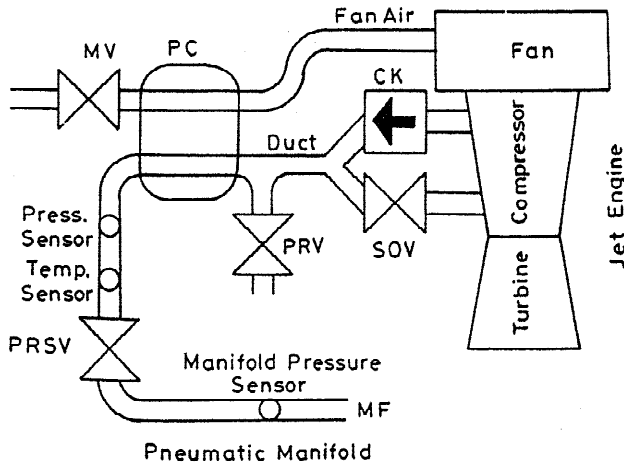 Fan Air
MV
PC
Fan
CK
Duct
Compressor
Jet Engine
Press.
Sensor
PRV
SOV
Temp.
Sensor
Turbine
PRSV
Manifold Pressure
Sensor
MF
Pneumatic Manifold